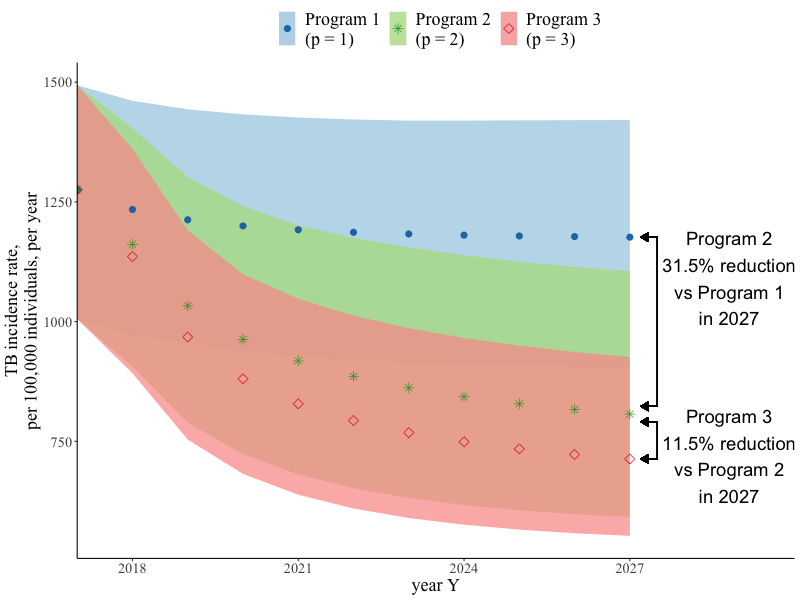 Program 1
(p = 1)
Program 2
(p = 2)
Program 3
(p = 3)
TB incidence rate,
per 100,000 individuals, per year
1500
1250
1000
750
2018
2021
2024
2027
year Y
Program 2
31.5% reduction
vs Program 1
in 2027
Program 3
11.5% reduction
vs Program 2
in 2027